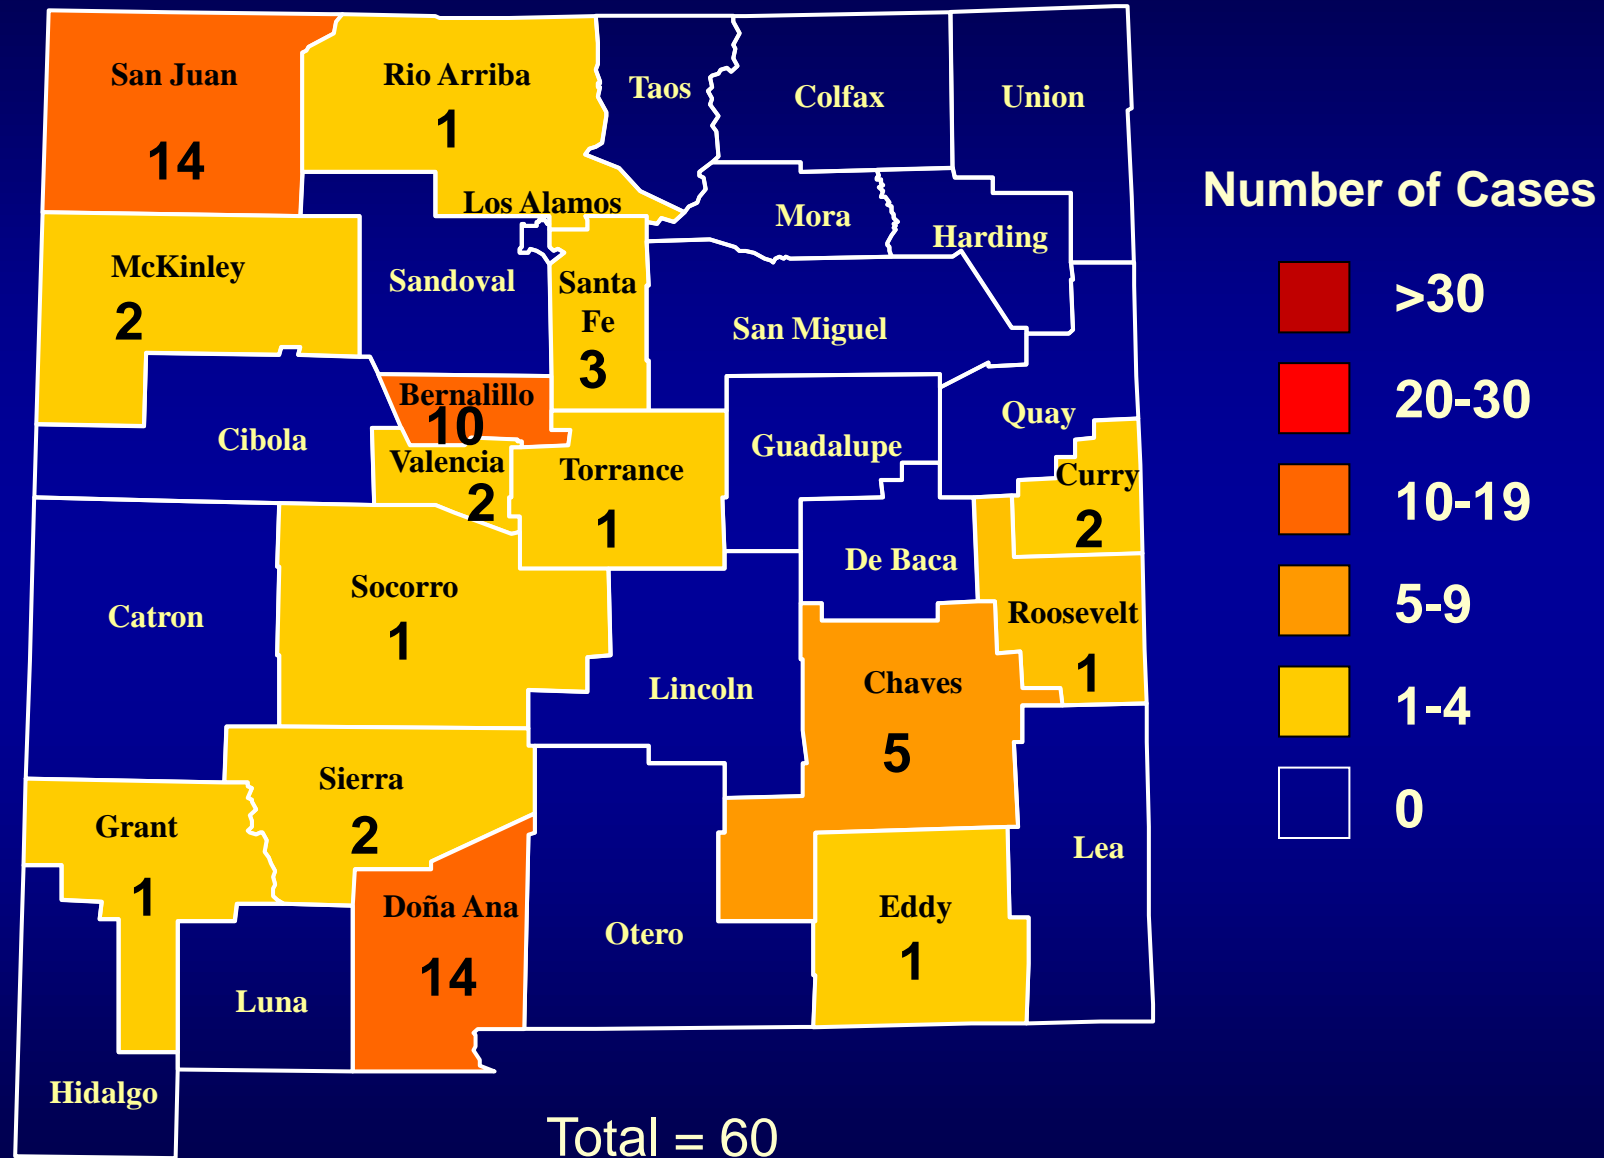 San Juan
14
Rio Arriba
1
Taos
Colfax
Union
Los Alamos
Mora
Harding
McKinley
2
Sandoval
Santa
Fe
3
San Miguel
Bernalillo
10
Cibola
Valencia
2
Torrance
1
Guadalupe
Quay
Curry
2
De Baca
Roosevelt
1
Catron
Socorro
1
Lincoln
Chaves
5
Sierra
2
Grant
1
Doña Ana
14
Otero
Eddy
1
Lea
Luna
Hidalgo
Total = 60
Number of Cases
>30
20-30
10-19
5-9
1-4
0